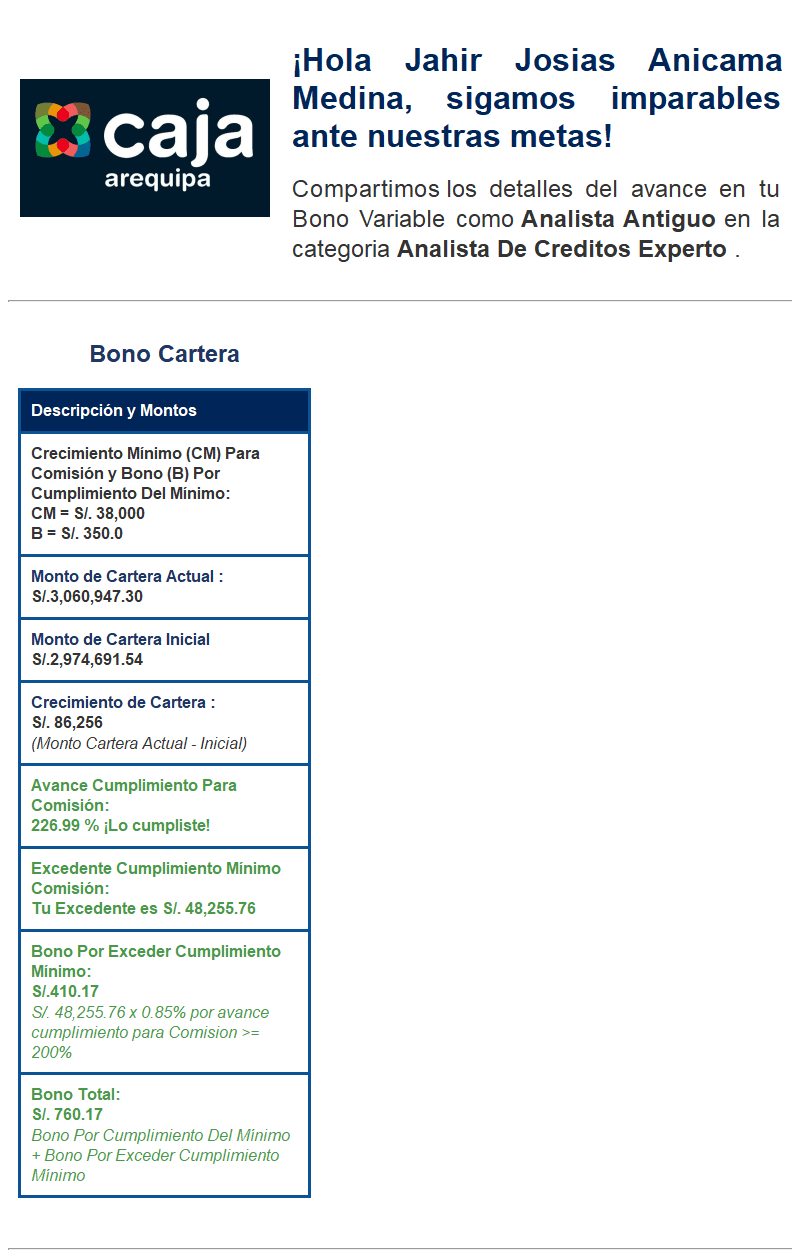 caja
arequipa
¡Hola Jahir Josias Anicama
Medina, sigamos imparables
ante nuestras metas!
Compartimos los detalles del avance en tu
Bono Variable como Analista Antiguo en la
categoria Analista De Creditos Experto .
Bono Cartera
Descripción y Montos
Crecimiento Mínimo (CM) Para
Comisión y Bono (B) Por
Cumplimiento Del Mínimo:
CM = S/. 38,000
B = S/. 350.0
Monto de Cartera Actual :
S/.3,060,947.30
Monto de Cartera Inicial
S/.2,974,691.54
Crecimiento de Cartera :
S/. 86,256
(Monto Cartera Actual - Inicial)
Avance Cumplimiento Para
Comisión:
226.99 % ¡Lo cumpliste!
Excedente Cumplimiento Mínimo
Comisión:
Tu Excedente es S/. 48,255.76
Bono Por Exceder Cumplimiento
Mínimo:
S/.410.17
S/. 48,255.76 x 0.85% por avance
cumplimiento para Comision >=
200%
Bono Total:
S/. 760.17
Bono Por Cumplimiento Del Mínimo
+ Bono Por Exceder Cumplimiento
Mínimo